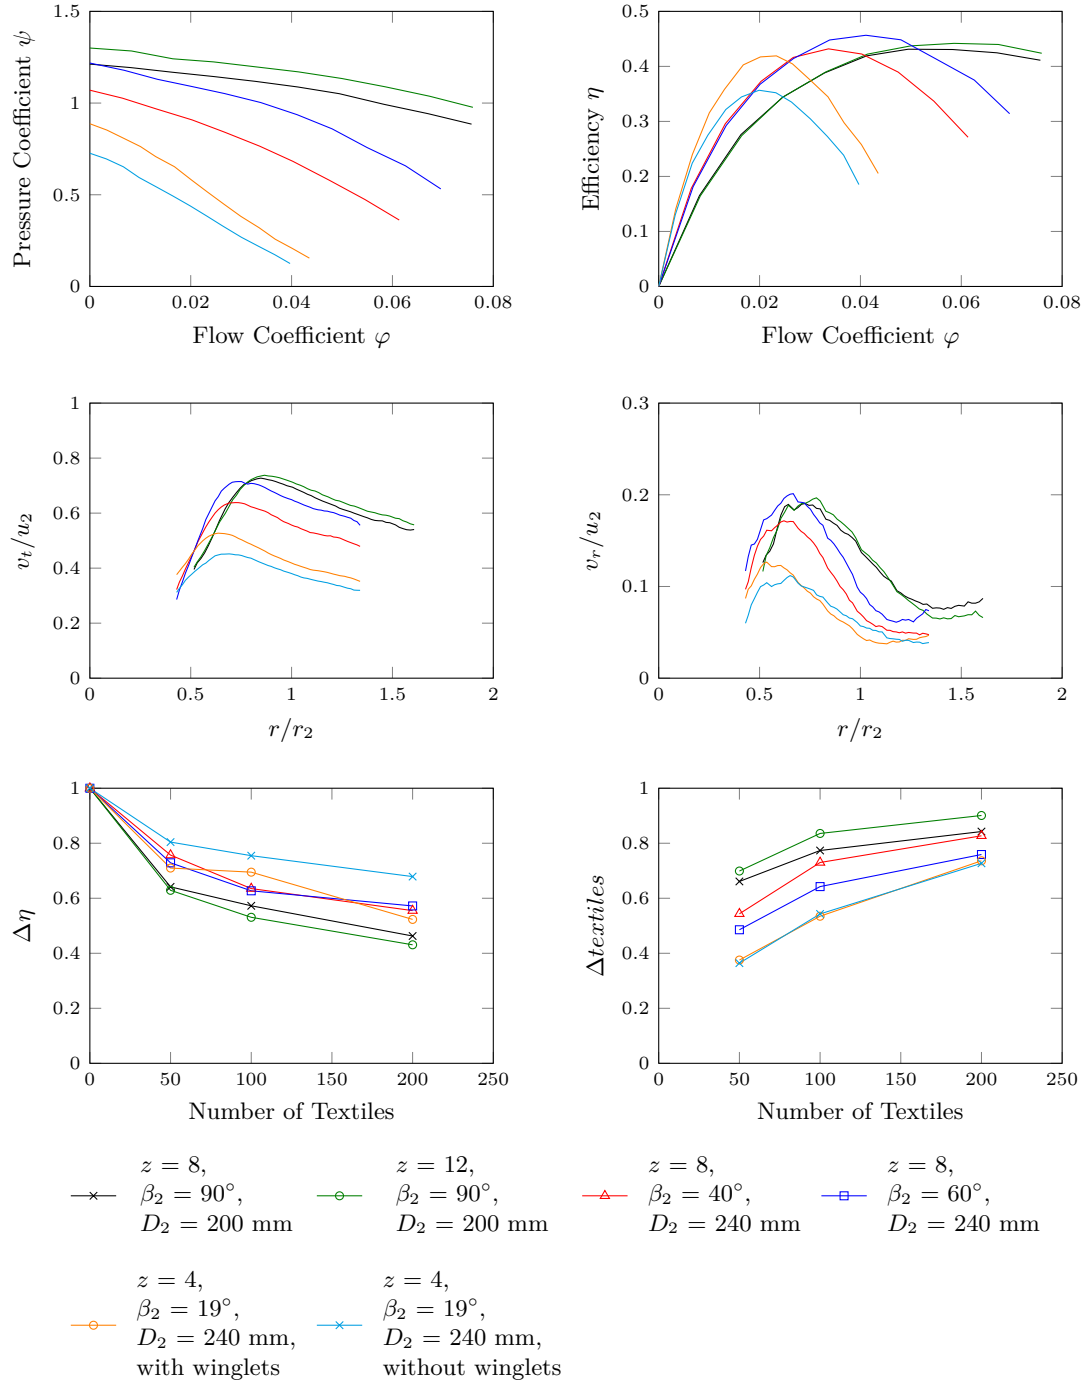 1.5
1
0.5
0
Pressure Coefficient ψ
0 0.02 0.04 0.06 0.08
Flow Coefficient φ
0.5
0.4
0.3
0.2
0.1
0
Efficiency η
0 0.02 0.04 0.06 0.08
Flow Coefficient φ
1
0.8
0.6
0.4
0.2
0
v_t/u_2
0 0.5 1 1.5 2
r/r_2
0.3
0.2
0.1
0
v_r/u_2
0 0.5 1 1.5 2
r/r_2
1
0.8
0.6
0.4
0.2
0
Δη
0 50 100 150 200 250
Number of Textiles
1
0.8
0.6
0.4
0.2
0
Δtextiles
0 50 100 150 200 250
Number of Textiles
z = 8,
β_2 = 90°,
D_2 = 200 mm
z = 12,
β_2 = 90°,
D_2 = 200 mm
z = 8,
β_2 = 40°,
D_2 = 240 mm
z = 8,
β_2 = 60°,
D_2 = 240 mm
z = 4,
β_2 = 19°,
D_2 = 240 mm,
with winglets
z = 4,
β_2 = 19°,
D_2 = 240 mm,
without winglets